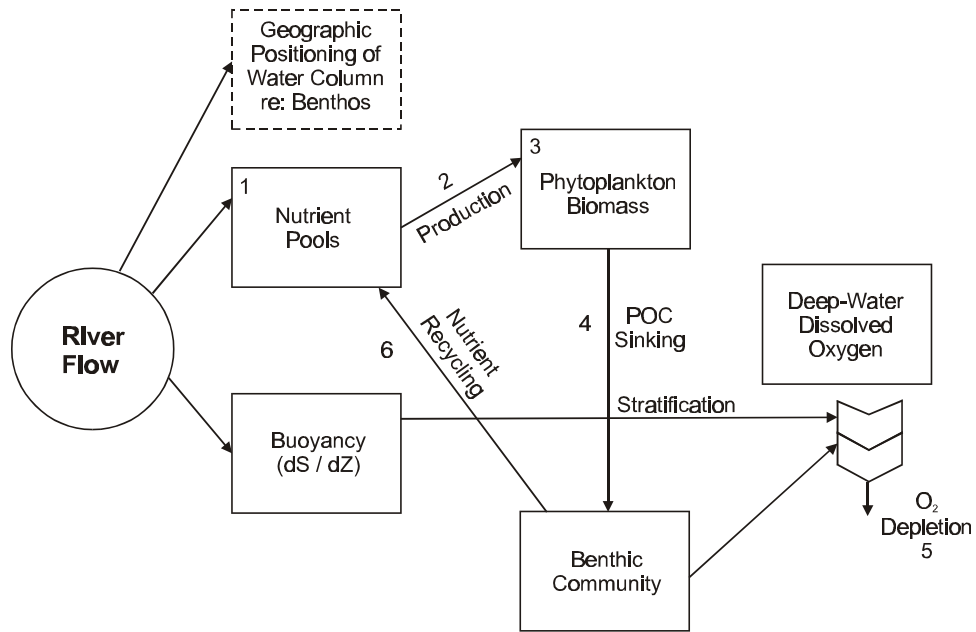 Geographic
Positioning of
Water Column
re: Benthos
1
Nutrient
Pools
2
Production
3
Phytoplankton
Biomass
RIver
Flow
6
Nutrient
Recycling
4
POC
Sinking
Deep-Water
Dissolved
Oxygen
Buoyancy
(dS / dZ)
Stratification
Benthic
Community
O₂
Depletion
5